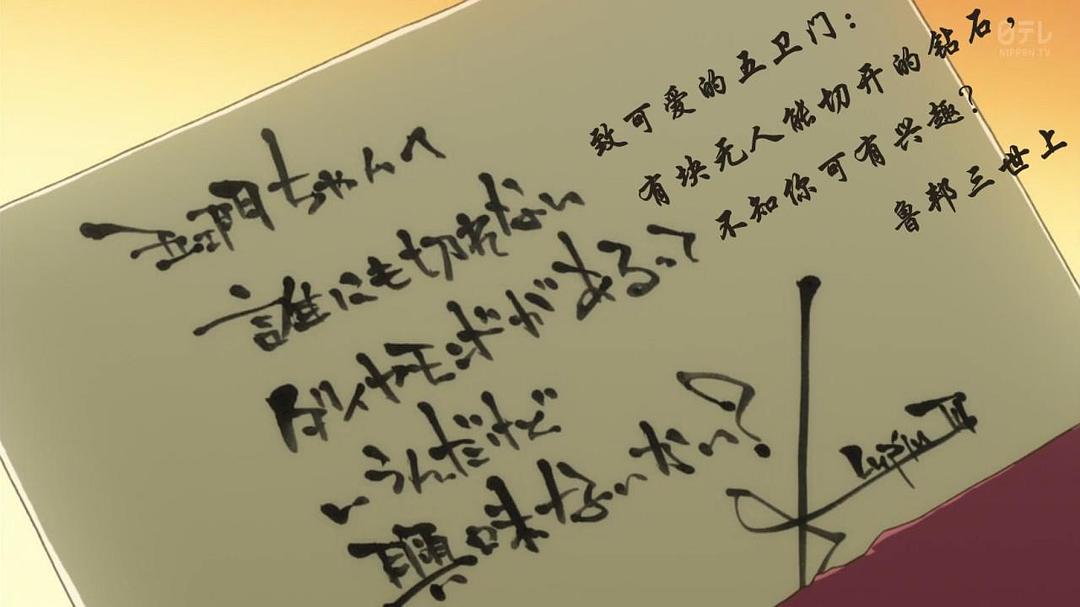 五ェ門ちゃんへ
誰にも切れない
ダイヤモンドがあるって
いうんだけど
興味ないかい？
Lupin III
致可爱的五卫门：
有块无人能切开的钻石，
不知你可有兴趣？
鲁邦三世上
日テレ
NIPPON TV